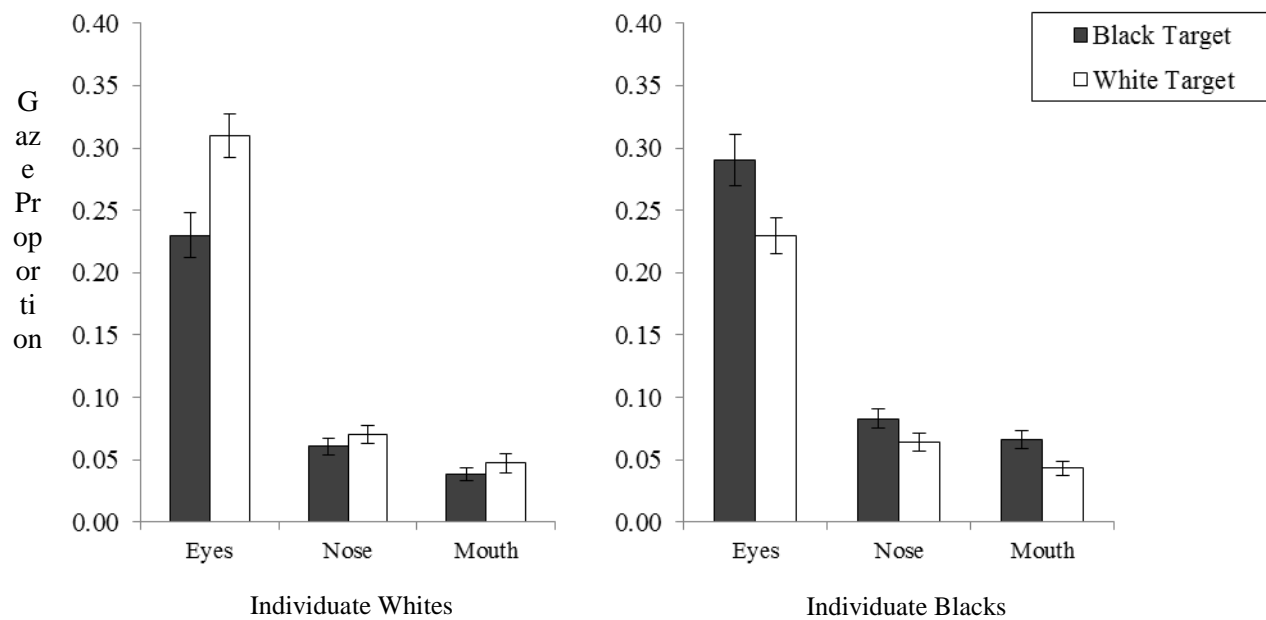 0.40
0.35
0.30
0.25
0.20
0.15
0.10
0.05
0.00
G
az
e
Pr
op
or
ti
on
Eyes Nose Mouth
Individuate Whites
0.40
0.35
0.30
0.25
0.20
0.15
0.10
0.05
0.00
Eyes Nose Mouth
Individuate Blacks
Black Target
White Target